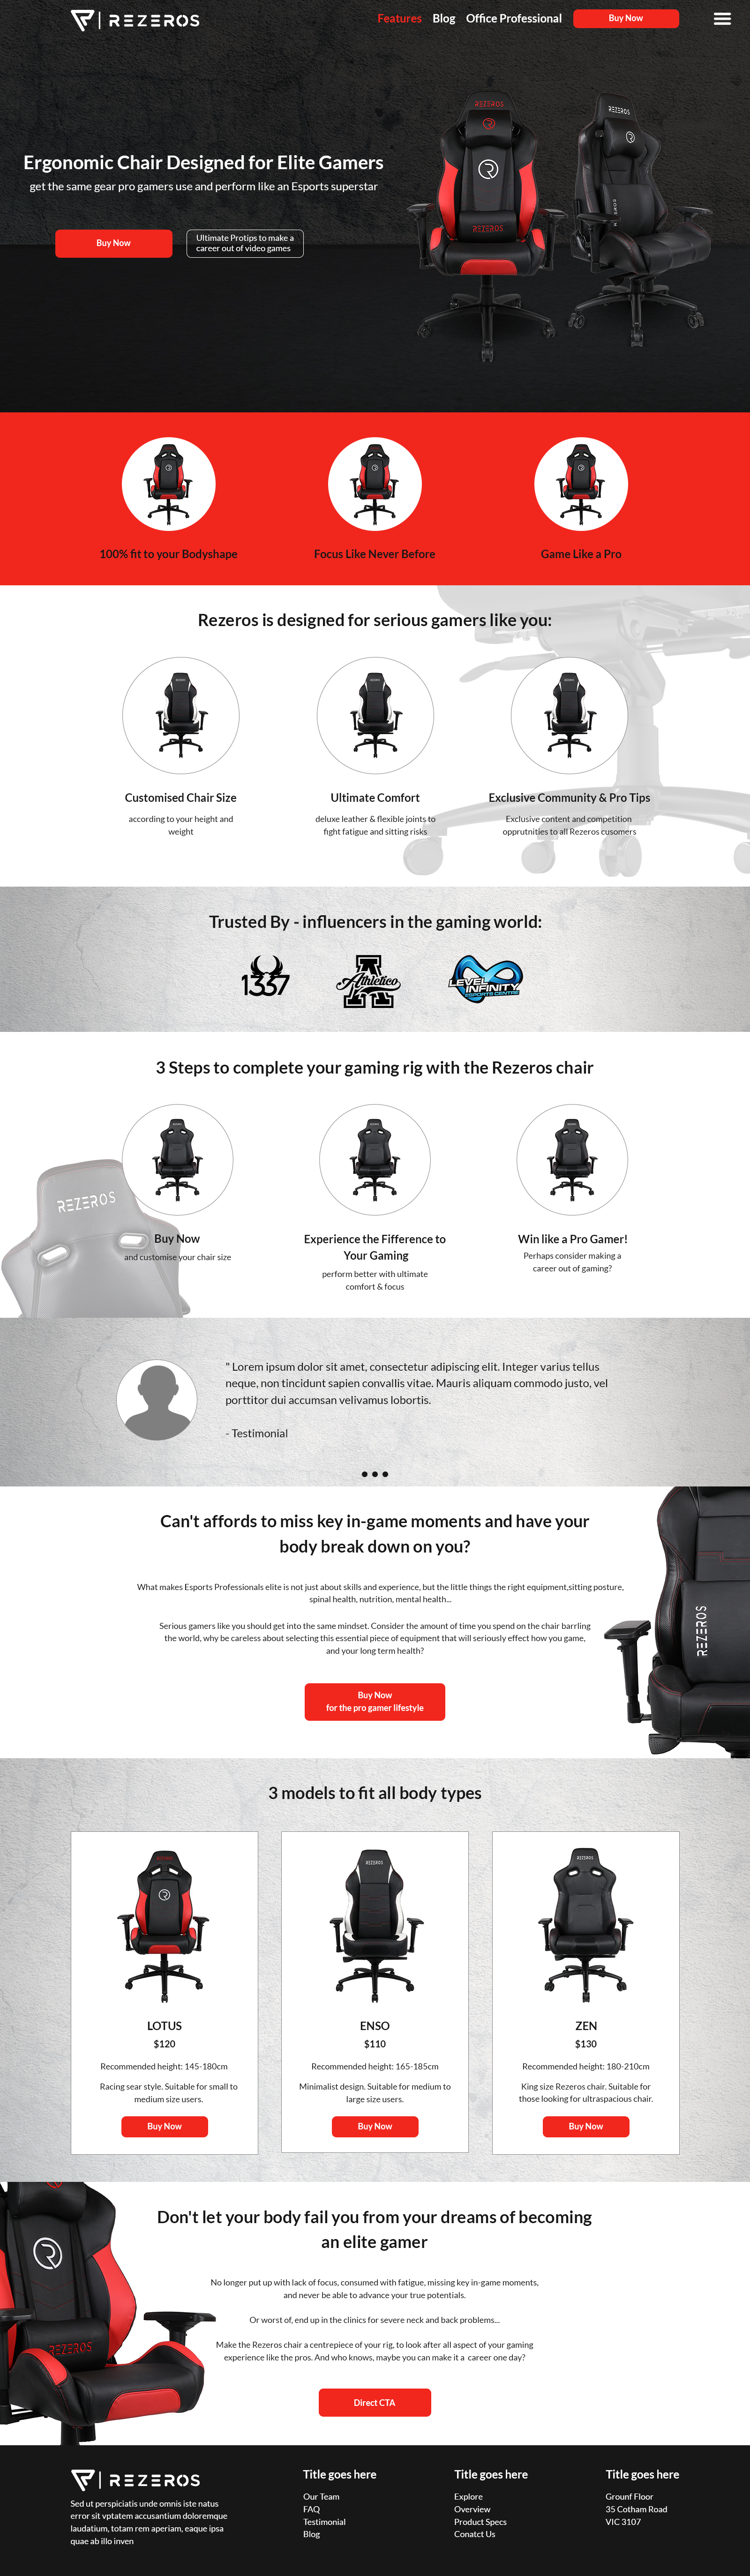 REZEROS
Features Blog Office Professional Buy Now
Ergonomic Chair Designed for Elite Gamers
get the same gear pro gamers use and perform like an Esports superstar
Buy Now
Ultimate Protips to make a
career out of video games
REZEROS
REZEROS
REZEROS
100% fit to your Bodyshape
Focus Like Never Before
Game Like a Pro
Rezeros is designed for serious gamers like you:
Customised Chair Size
according to your height and
weight
Ultimate Comfort
deluxe leather & flexible joints to
fight fatigue and sitting risks
Exclusive Community & Pro Tips
Exclusive content and competition
opprutnities to all Rezeros cusomers
Trusted By - influencers in the gaming world:
1337
Athletico
A
LEVEL
INFINITY
ESPORTS CENTRE
3 Steps to complete your gaming rig with the Rezeros chair
REZEROS
Buy Now
and customise your chair size
Experience the Fifference to
Your Gaming
perform better with ultimate
comfort & focus
Win like a Pro Gamer!
Perhaps consider making a
career out of gaming?
" Lorem ipsum dolor sit amet, consectetur adipiscing elit. Integer varius tellus
neque, non tincidunt sapien convallis vitae. Mauris aliquam commodo justo, vel
porttitor dui accumsan velivamus lobortis.
- Testimonial
Can't affords to miss key in-game moments and have your
body break down on you?
What makes Esports Professionals elite is not just about skills and experience, but the little things the right equipment,sitting posture,
spinal health, nutrition, mental health...
Serious gamers like you should get into the same mindset. Consider the amount of time you spend on the chair barrling
the world, why be careless about selecting this essential piece of equipment that will seriously effect how you game,
and your long term health?
REZEROS
Buy Now
for the pro gamer lifestyle
3 models to fit all body types
REZEROS
LOTUS
$120
Recommended height: 145-180cm
Racing sear style. Suitable for small to
medium size users.
Buy Now
REZEROS
ENSO
$110
Recommended height: 165-185cm
Minimalist design. Suitable for medium to
large size users.
Buy Now
REZEROS
ZEN
$130
Recommended height: 180-210cm
King size Rezeros chair. Suitable for
those looking for ultraspacious chair.
Buy Now
Don't let your body fail you from your dreams of becoming
an elite gamer
No longer put up with lack of focus, consumed with fatigue, missing key in-game moments,
and never be able to advance your true potentials.
Or worst of, end up in the clinics for severe neck and back problems...
Make the Rezeros chair a centrepiece of your rig, to look after all aspect of your gaming
experience like the pros. And who knows, maybe you can make it a career one day?
REZEROS
Direct CTA
REZEROS
Sed ut perspiciatis unde omnis iste natus
error sit vptatem accusantium doloremque
laudatium, totam rem aperiam, eaque ipsa
quae ab illo inven
Title goes here
Our Team
FAQ
Testimonial
Blog
Title goes here
Explore
Overview
Product Specs
Conatct Us
Title goes here
Grounf Floor
35 Cotham Road
VIC 3107